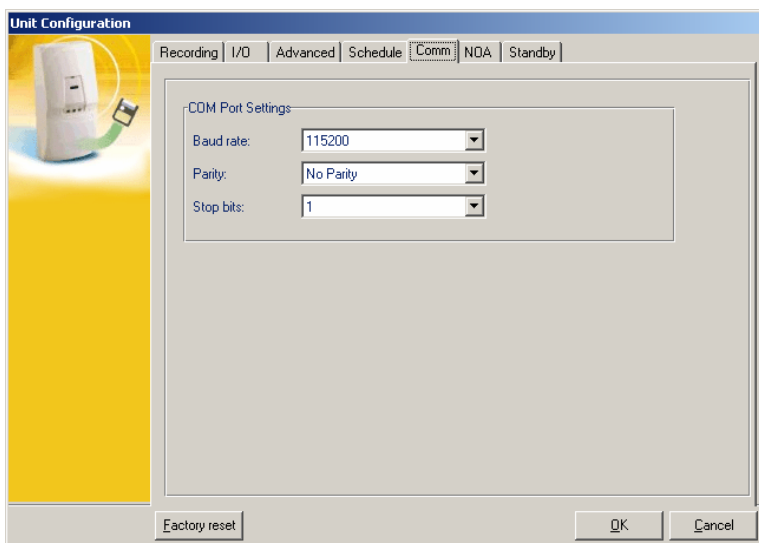 Unit Configuration
Recording I/O Advanced Schedule Comm NOA Standby
COM Port Settings
Baud rate: 115200
Parity: No Parity
Stop bits: 1
Factory reset OK Cancel